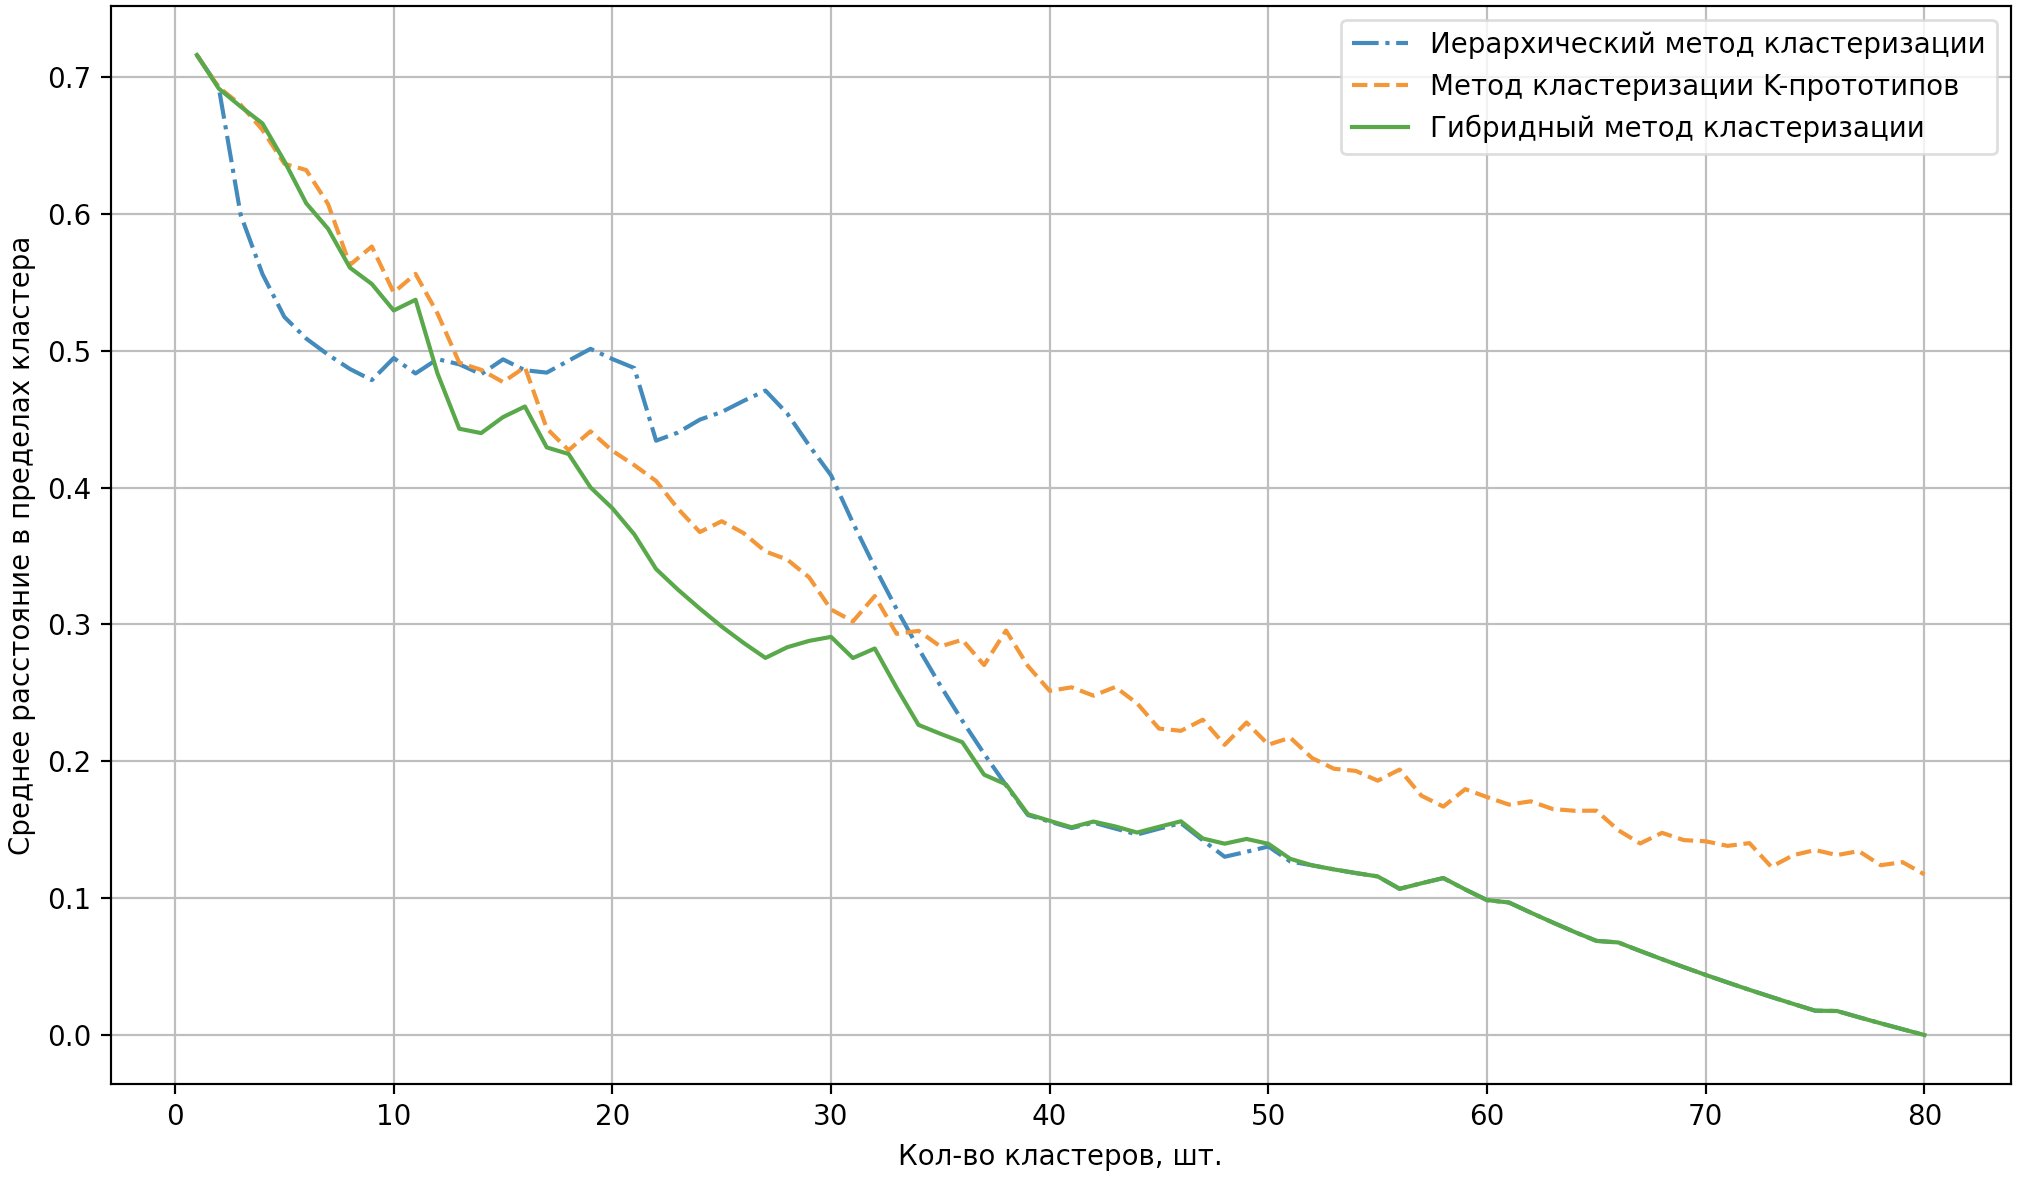 Иерархический метод кластеризации
Метод кластеризации K-прототипов
Гибридный метод кластеризации
Среднее расстояние в пределах кластера
0.7
0.6
0.5
0.4
0.3
0.2
0.1
0.0
0 10 20 30 40 50 60 70 80
Кол-во кластеров, шт.